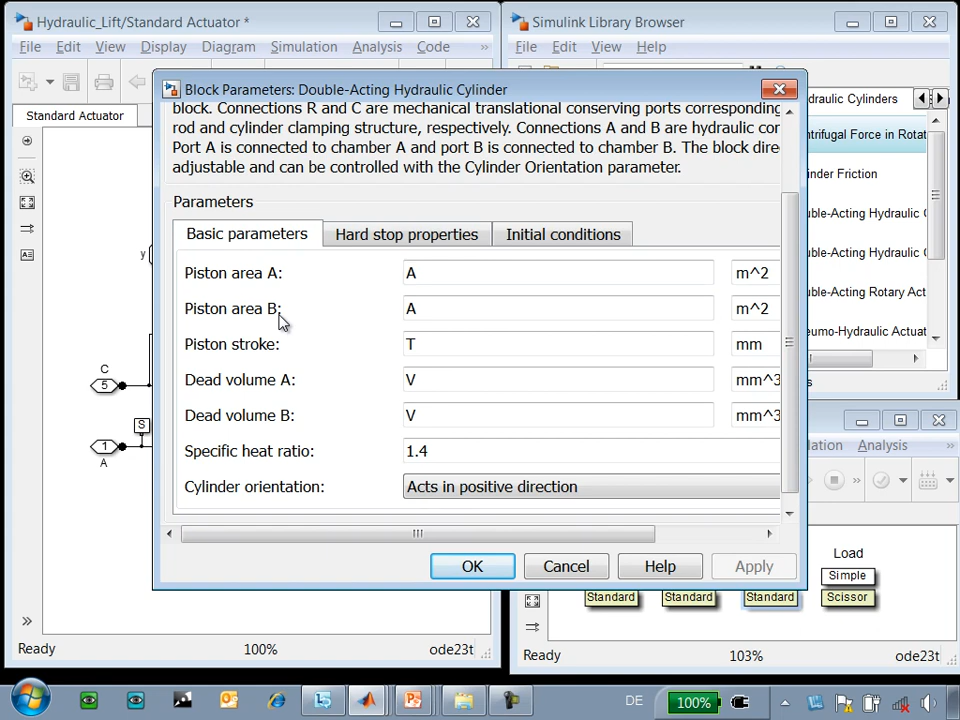 Hydraulic_Lift/Standard Actuator *
File Edit View Display Diagram Simulation Analysis Code »
Standard Actuator
y
C
5
S
1
A
»
Ready 100% ode23t
Simulink Library Browser
File Edit View Help
draulic Cylinders
ntrifugal Force in Rotat
inder Friction
uble-Acting Hydraulic C
uble-Acting Hydraulic C
uble-Acting Rotary Act
eumo-Hydraulic Actuat
Block Parameters: Double-Acting Hydraulic Cylinder
block. Connections R and C are mechanical translational conserving ports corresponding
rod and cylinder clamping structure, respectively. Connections A and B are hydraulic cor
Port A is connected to chamber A and port B is connected to chamber B. The block dire
adjustable and can be controlled with the Cylinder Orientation parameter.
Parameters
Basic parameters Hard stop properties Initial conditions
Piston area A: A m^2
Piston area B: A m^2
Piston stroke: T mm
Dead volume A: V mm^3
Dead volume B: V mm^3
Specific heat ratio: 1.4
Cylinder orientation: Acts in positive direction
OK Cancel Help Apply
lation Analysis »
»
Load
Simple
Standard Standard Standard Scissor
Ready 103% ode23t
DE 100%